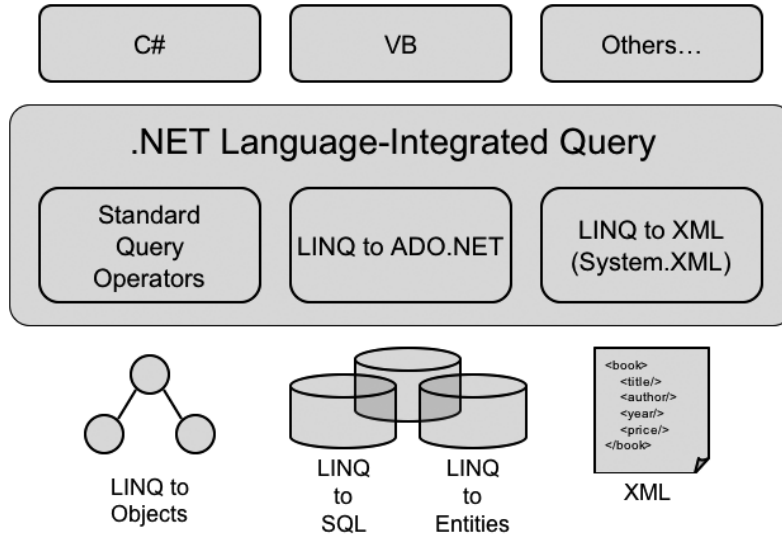 C#
VB
Others...
.NET Language-Integrated Query
Standard
Query
Operators
LINQ to ADO.NET
LINQ to XML
(System.XML)
<book>
<title/>
<author/>
<year/>
<price/>
</book>
LINQ to
Objects
LINQ
to
SQL
LINQ
to
Entities
XML